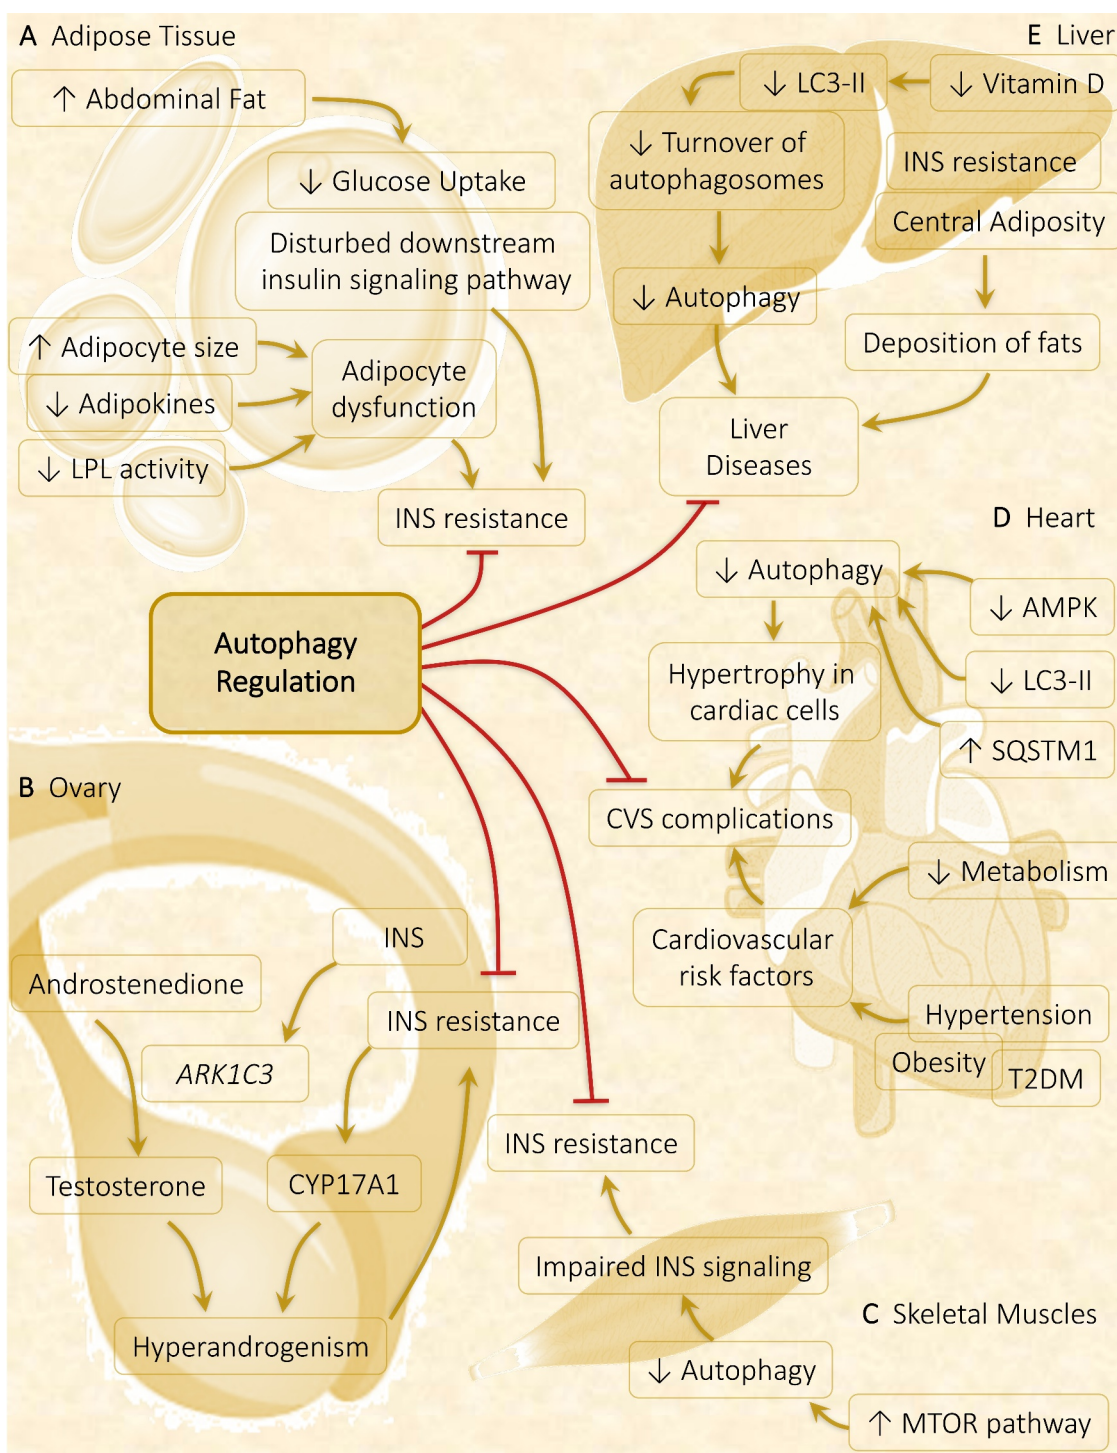 A Adipose Tissue
↑ Abdominal Fat
↓ Glucose Uptake
Disturbed downstream
insulin signaling pathway
↑ Adipocyte size
↓ Adipokines
↓ LPL activity
Adipocyte
dysfunction
INS resistance
E Liver
↓ LC3-II
↓ Vitamin D
↓ Turnover of
autophagosomes
INS resistance
Central Adiposity
↓ Autophagy
Deposition of fats
Liver
Diseases
Autophagy
Regulation
D Heart
↓ Autophagy
↓ AMPK
Hypertrophy in
cardiac cells
↓ LC3-II
↑ SQSTM1
CVS complications
↓ Metabolism
Cardiovascular
risk factors
Hypertension
Obesity
T2DM
B Ovary
INS
Androstenedione
INS resistance
ARK1C3
Testosterone
CYP17A1
Hyperandrogenism
INS resistance
Impaired INS signaling
C Skeletal Muscles
↓ Autophagy
↑ MTOR pathway